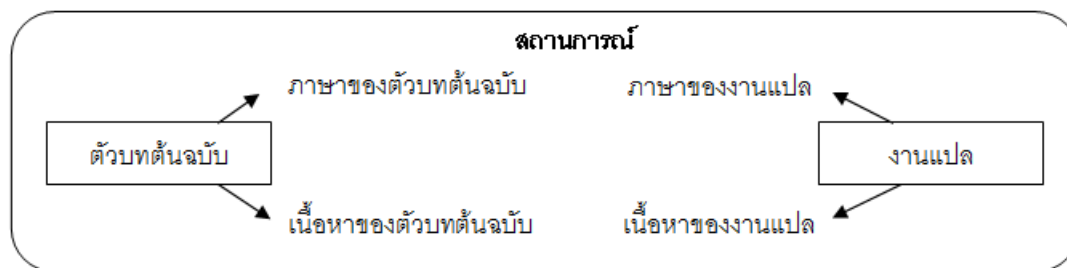 สถานการณ์
ภาษาของตัวบทต้นฉบับ ภาษาของงานแปล
ตัวบทต้นฉบับ งานแปล
เนื้อหาของตัวบทต้นฉบับ เนื้อหาของงานแปล